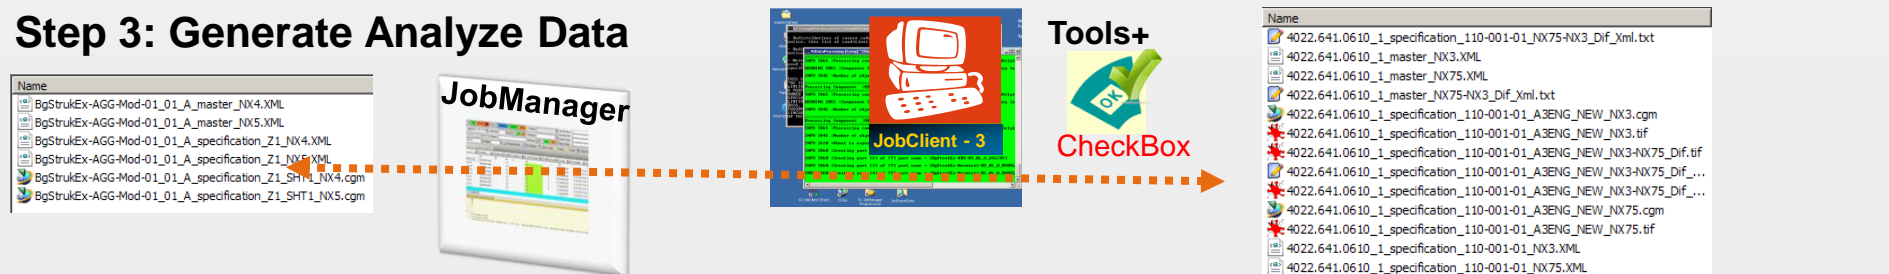 Step 3: Generate Analyze Data
Name
BgStrukEx-AGG-Mod-01_01_A_master_NX4.XML
BgStrukEx-AGG-Mod-01_01_A_master_NX5.XML
BgStrukEx-AGG-Mod-01_01_A_specification_Z1_NX4.XML
BgStrukEx-AGG-Mod-01_01_A_specification_Z1_NX5.XML
BgStrukEx-AGG-Mod-01_01_A_specification_Z1_SHT1_NX4.cgm
BgStrukEx-AGG-Mod-01_01_A_specification_Z1_SHT1_NX5.cgm
JobManager
JobClient - 3
Tools+
OK
CheckBox
Name
4022.641.0610_1_specification_110-001-01_NX75-NX3_Dif_Xml.txt
4022.641.0610_1_master_NX3.XML
4022.641.0610_1_master_NX75.XML
4022.641.0610_1_master_NX75-NX3_Dif_Xml.txt
4022.641.0610_1_specification_110-001-01_A3ENG_NEW_NX3.cgm
4022.641.0610_1_specification_110-001-01_A3ENG_NEW_NX3.tif
4022.641.0610_1_specification_110-001-01_A3ENG_NEW_NX3-NX75_Dif.tif
4022.641.0610_1_specification_110-001-01_A3ENG_NEW_NX3-NX75_Dif_...
4022.641.0610_1_specification_110-001-01_A3ENG_NEW_NX3-NX75_Dif_...
4022.641.0610_1_specification_110-001-01_A3ENG_NEW_NX75.cgm
4022.641.0610_1_specification_110-001-01_A3ENG_NEW_NX75.tif
4022.641.0610_1_specification_110-001-01_NX3.XML
4022.641.0610_1_specification_110-001-01_NX75.XML